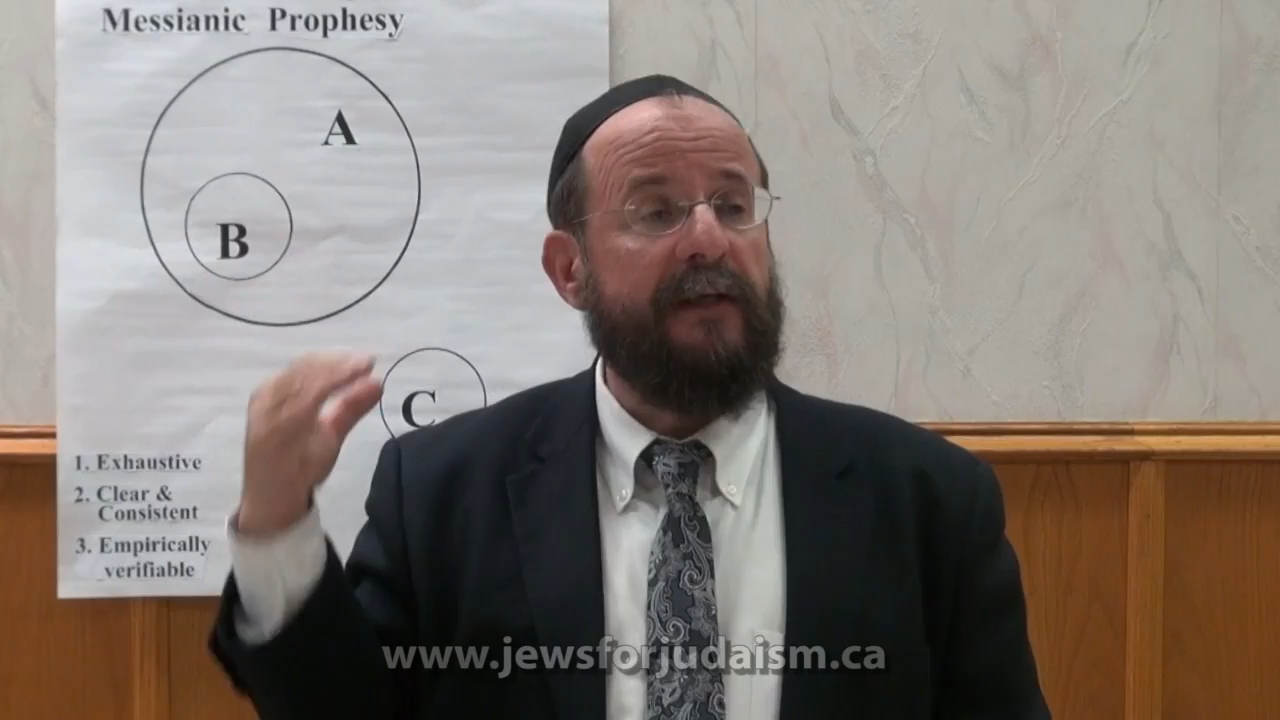 Messianic Prophesy
A
B
C
1. Exhaustive
2. Clear &
Consistent
3. Empirically
verifiable
www.jewsforjudaism.ca